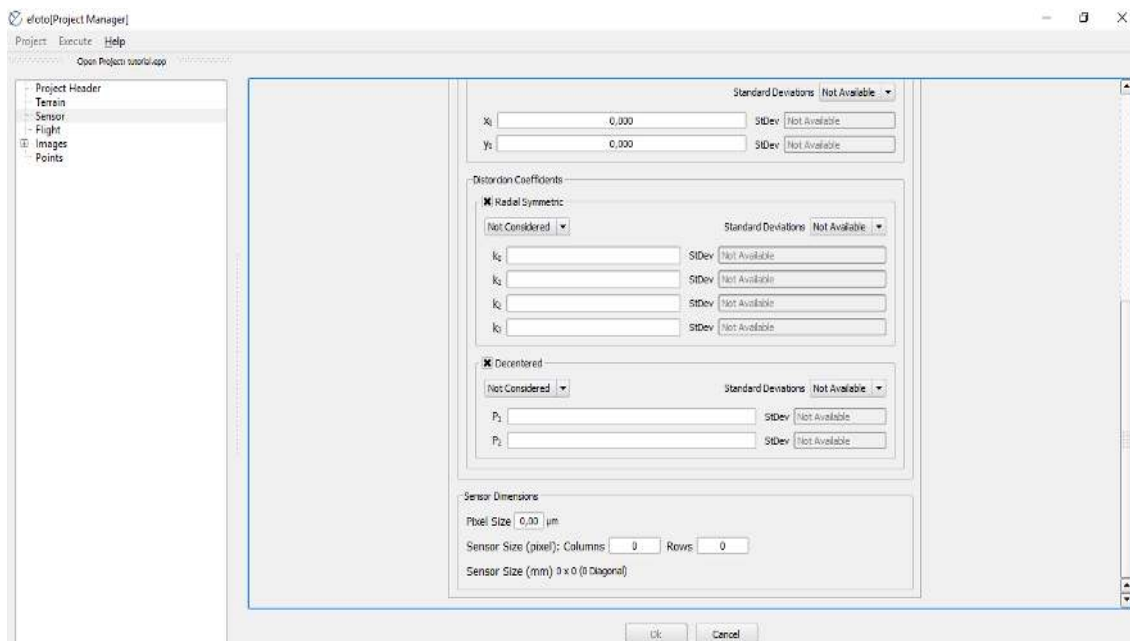 efoto[Project Manager]
Project Execute Help
Open Project: tutorial.epp
Project Header
Terrain
Sensor
Flight
Images
Points
Standard Deviations Not Available
0,000 StDev Not Available
0,000 StDev Not Available
Distortion Coefficients
Radial Symmetric
Not Considered Standard Deviations Not Available
StDev Not Available
k₁ StDev Not Available
k₂ StDev Not Available
k₃ StDev Not Available
Decentered
Not Considered Standard Deviations Not Available
P₁ StDev Not Available
P₂ StDev Not Available
Sensor Dimensions
Pixel Size 0,00 μm
Sensor Size (pixel): Columns 0 Rows 0
Sensor Size (mm) 0 x 0 (0 Diagonal)
Ok Cancel